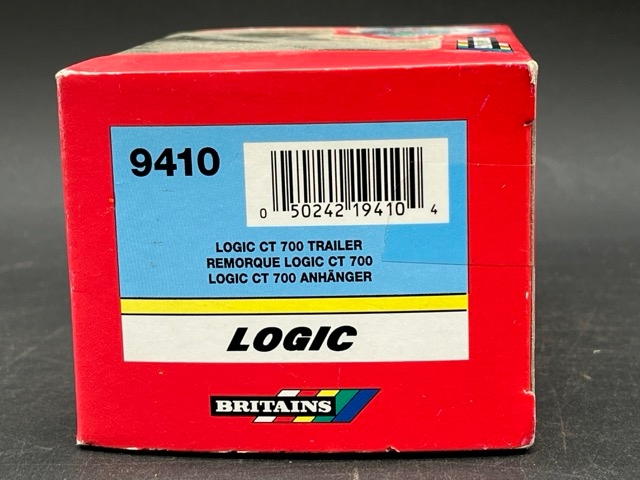 9410
0 50242 19410 4
LOGIC CT 700 TRAILER
REMORQUE LOGIC CT 700
LOGIC CT 700 ANHÄNGER
LOGIC
BRITAINS